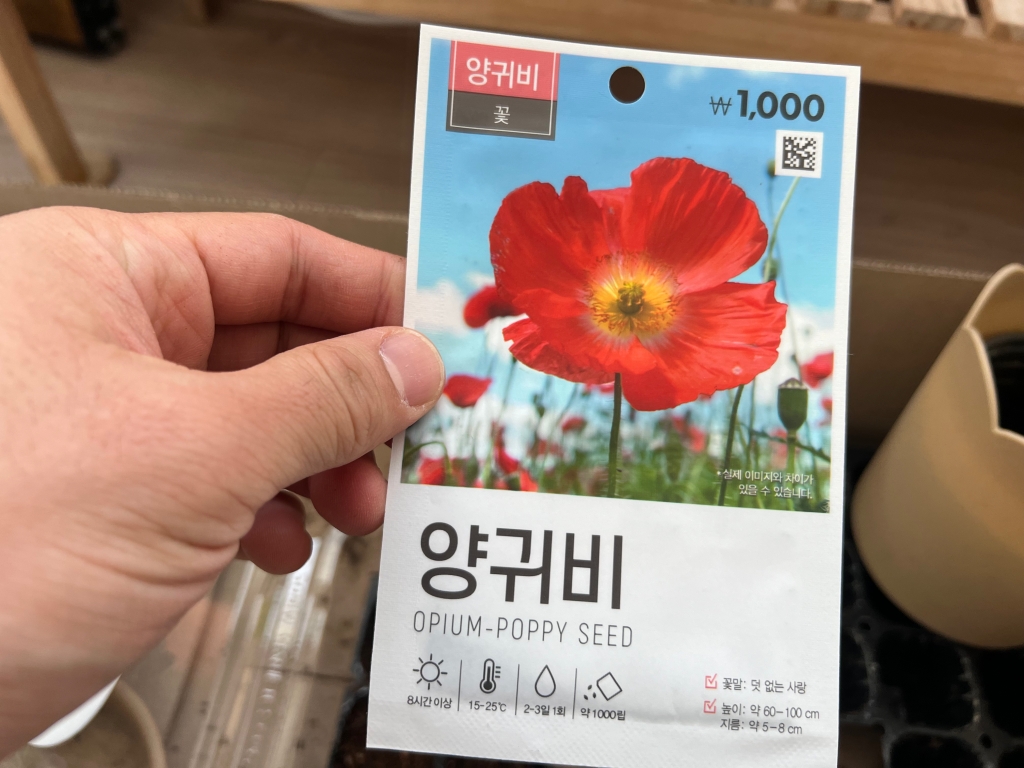 양귀비
꽃
₩1,000
• 실제 이미지와 차이가
있을 수 있습니다.
양귀비
OPIUM-POPPY SEED
8시간 이상
15-25℃
2-3일 1회
약 1000립
꽃말: 덧 없는 사랑
높이: 약 60-100 cm
지름: 약 5-8 cm